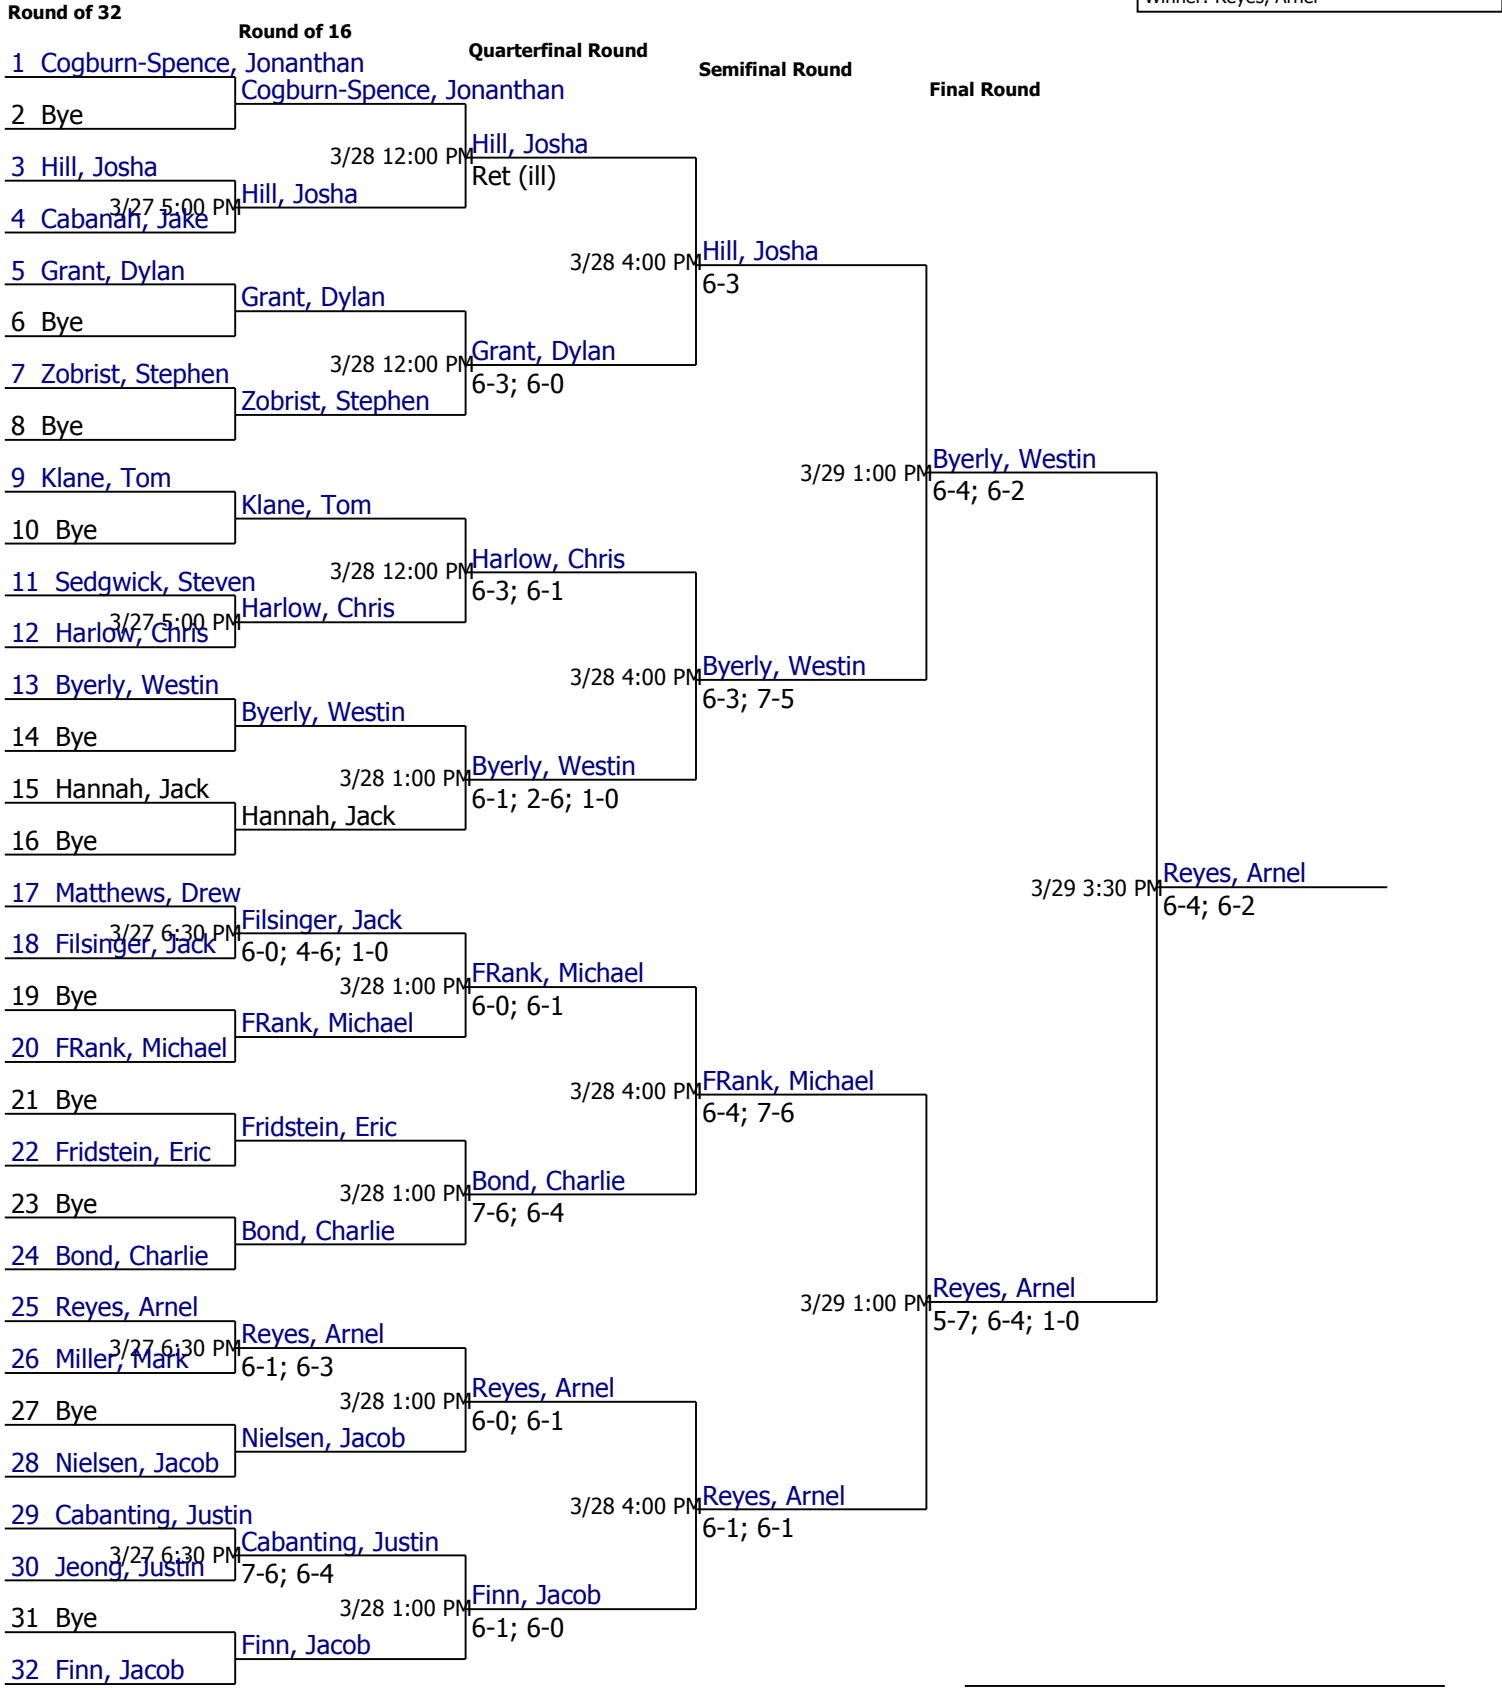 Winner: Reyes, Arnel
Round of 32
Round of 16
Quarterfinal Round
Semifinal Round
Final Round
1 Cogburn-Spence, Jonanthan
2 Bye
3 Hill, Josha
3/27 5:00 PM
4 Cabanah, Jake
5 Grant, Dylan
6 Bye
7 Zobrist, Stephen
8 Bye
9 Klane, Tom
10 Bye
11 Sedgwick, Steven
3/27 5:00 PM
12 Harlow, Chris
13 Byerly, Westin
14 Bye
15 Hannah, Jack
16 Bye
17 Matthews, Drew
3/27 6:30 PM
18 Filsinger, Jack
19 Bye
20 FRank, Michael
21 Bye
22 Fridstein, Eric
23 Bye
24 Bond, Charlie
25 Reyes, Arnel
3/27 6:30 PM
26 Miller, Mark
27 Bye
28 Nielsen, Jacob
29 Cabanting, Justin
3/27 6:30 PM
30 Jeong, Justin
31 Bye
32 Finn, Jacob
Cogburn-Spence, Jonanthan
3/28 12:00 PM
Hill, Josha
Grant, Dylan
3/28 12:00 PM
Zobrist, Stephen
Klane, Tom
3/28 12:00 PM
Harlow, Chris
Byerly, Westin
3/28 1:00 PM
Hannah, Jack
Filsinger, Jack
6-0; 4-6; 1-0
3/28 1:00 PM
FRank, Michael
Fridstein, Eric
3/28 1:00 PM
Bond, Charlie
Reyes, Arnel
6-1; 6-3
3/28 1:00 PM
Nielsen, Jacob
Cabanting, Justin
7-6; 6-4
3/28 1:00 PM
Finn, Jacob
Hill, Josha
Ret (ill)
3/28 4:00 PM
Grant, Dylan
6-3; 6-0
Harlow, Chris
6-3; 6-1
3/28 4:00 PM
Byerly, Westin
6-1; 2-6; 1-0
FRank, Michael
6-0; 6-1
3/28 4:00 PM
Bond, Charlie
7-6; 6-4
Reyes, Arnel
6-0; 6-1
3/28 4:00 PM
Finn, Jacob
6-1; 6-0
Hill, Josha
6-3
3/29 1:00 PM
Byerly, Westin
6-3; 7-5
FRank, Michael
6-4; 7-6
3/29 1:00 PM
Reyes, Arnel
6-1; 6-1
Byerly, Westin
6-4; 6-2
3/29 3:30 PM
Reyes, Arnel
5-7; 6-4; 1-0
Reyes, Arnel
6-4; 6-2